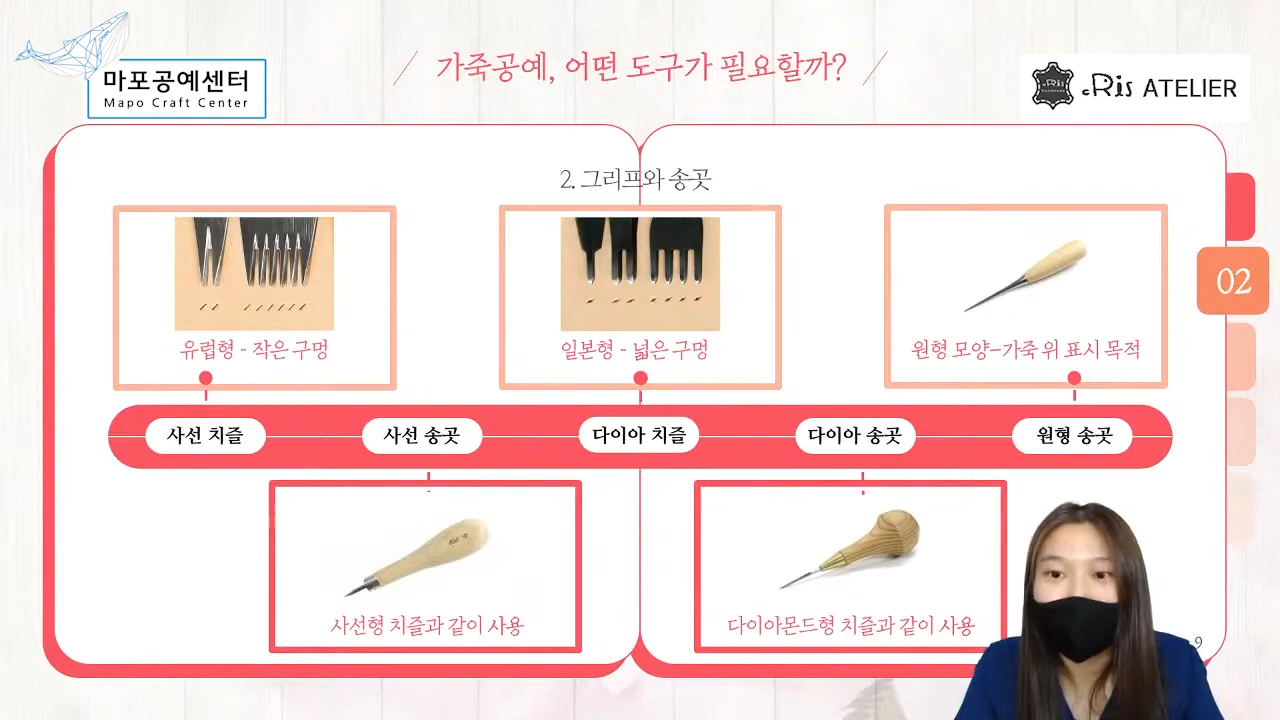 가죽공예, 어떤 도구가 필요할까?
마포공예센터
Mapo Craft Center
RIS ATELIER
2. 그리프와 송곳
유럽형 - 작은 구멍
일본형 - 넓은 구멍
원형 모양-가죽 위 표시 목적
02
사선 치즐
사선 송곳
다이아 치즐
다이아 송곳
원형 송곳
사선형 치즐과 같이 사용
다이아몬드형 치즐과 같이 사용
9